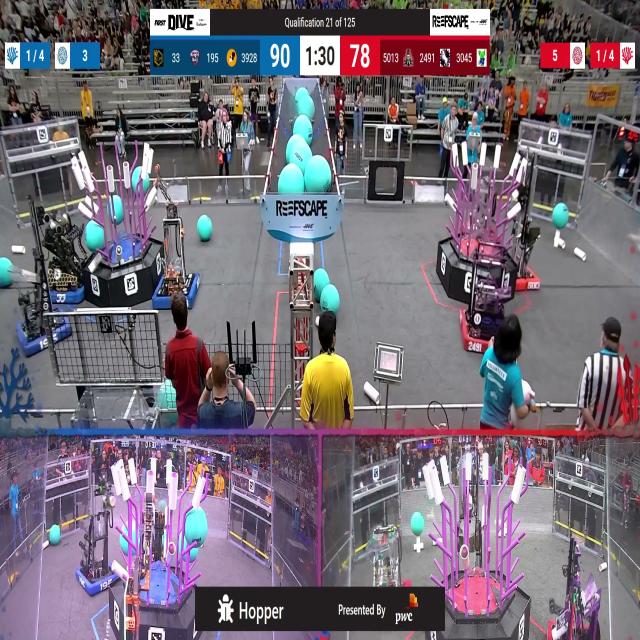 FIRST DIVE
Qualification 21 of 125
REEFSCAPE
1 / 4
3
33
195
3928
90
1:30
78
5013
2491
3045
5
1 / 4
REEFSCAPE
2491
Hopper
Presented By
pwc